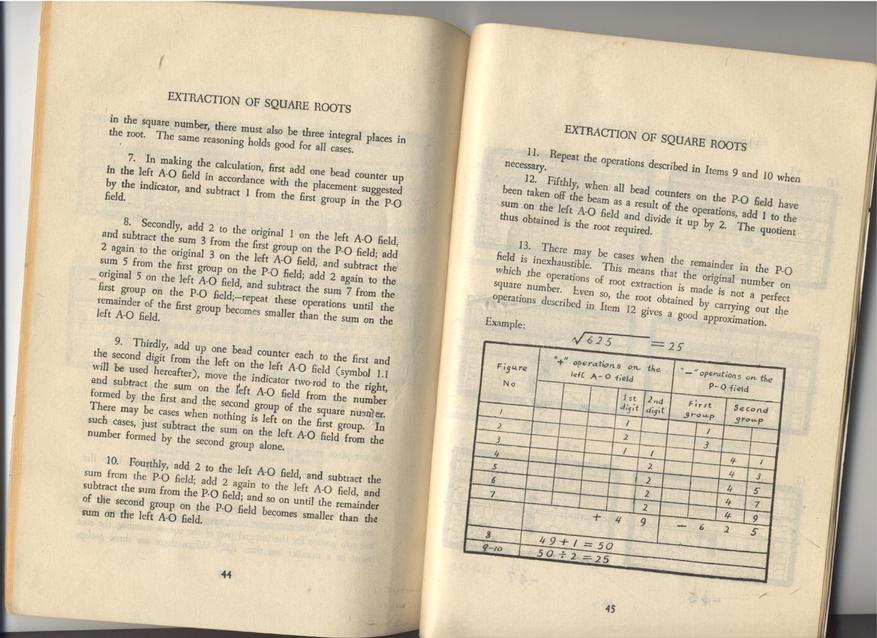 EXTRACTION OF SQUARE ROOTS
in the square number, there must also be three integral places in
the root. The same reasoning holds good for all cases.
7. In making the calculation, first add one bead counter up
in the left A-O field in accordance with the placement suggested
by the indicator, and subtract 1 from the first group in the P-O
field.
8. Secondly, add 2 to the original 1 on the left A-O field,
and subtract the sum 3 from the first group on the P-O field; add
2 again to the original 3 on the left A-O field, and subtract the
sum 5 from the first group on the P-O field; add 2 again to the
original 5 on the left A-O field, and subtract the sum 7 from the
first group on the P-O field;—repeat these operations until the
remainder of the first group becomes smaller than the sum on the
left A-O field.
9. Thirdly, add up one bead counter each to the first and
the second digit from the left on the left A-O field (symbol 1.1
will be used hereafter), move the indicator two-rod to the right,
and subtract the sum on the left A-O field from the number
formed by the first and the second group of the square number.
There may be cases when nothing is left on the first group. In
such cases, just subtract the sum on the left A-O field from the
number formed by the second group alone.
10. Fourthly, add 2 to the left A-O field, and subtract the
sum from the P-O field; add 2 again to the left A-O field, and
subtract the sum from the P-O field; and so on until the remainder
of the second group on the P-O field becomes smaller than the
sum on the left A-O field.
44
EXTRACTION OF SQUARE ROOTS
11. Repeat the operations described in Items 9 and 10 when
necessary.
12. Fifthly, when all bead counters on the P-O field have
been taken off the beam as a result of the operations, add 1 to the
sum on the left A-O field and divide it up by 2. The quotient
thus obtained is the root required.
13. There may be cases when the remainder in the P-O
field is inexhaustible. This means that the original number on
which the operations of root extraction is made is not a perfect
square number. Even so, the root obtained by carrying out the
operations described in Item 12 gives a good approximation.
Example:
√625 = 25
Figure No
"+" operations on the left A-O field
"—" operations on the P-O field
1st digit 2nd digit First group Second group
1 1 1
2 2 3
3 1 1 4 1
4 2 4 3
5 2 4 5
6 2 4 7
7 2 4 9
+ 4 9 — 6 2 5
8 49 + 1 = 50
9-10 50 ÷ 2 = 25
45